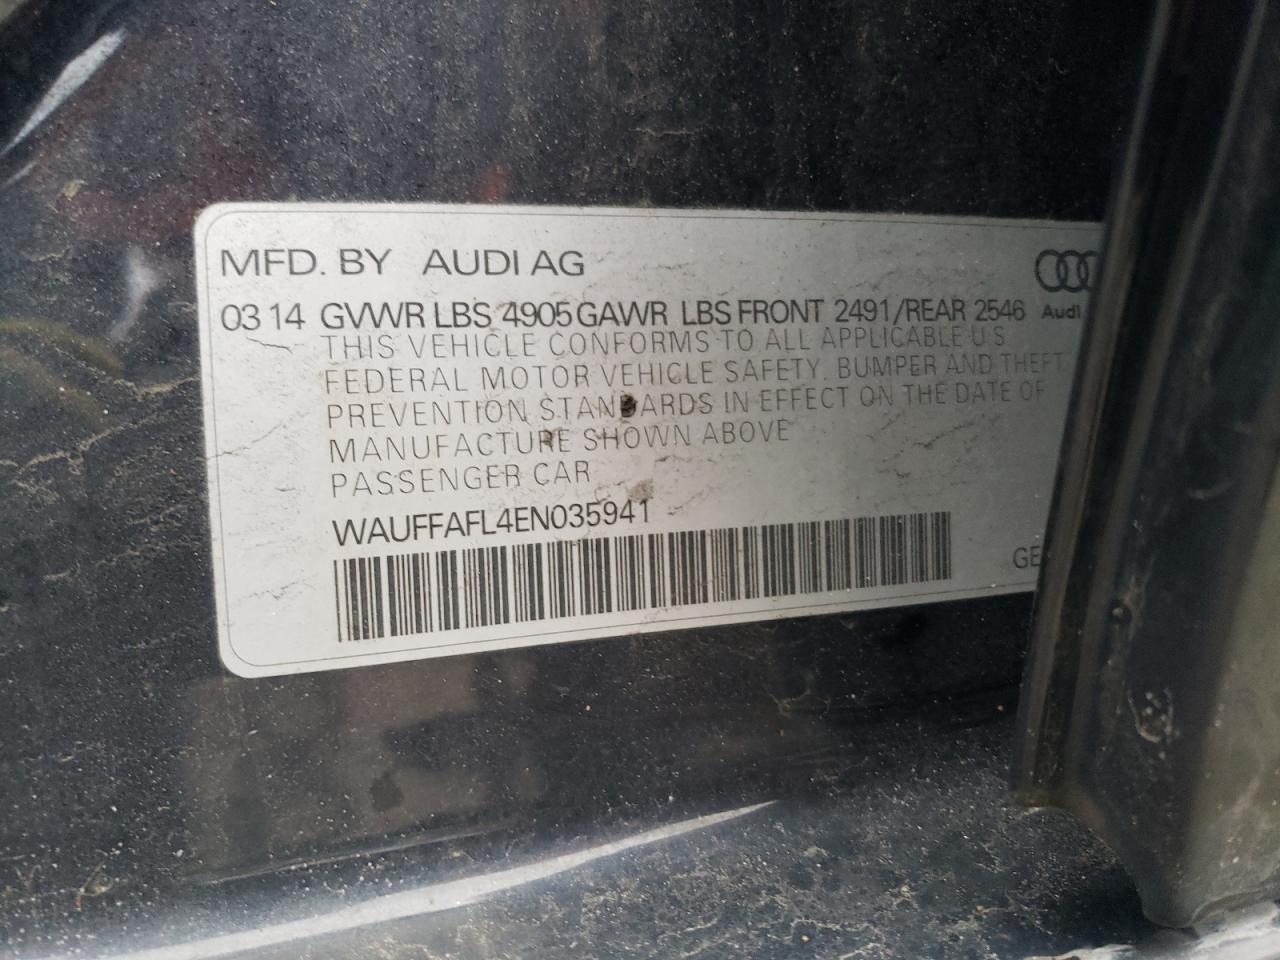 MFD. BY AUDI AG
03 14 GVWR LBS 4905 GAWR LBS FRONT 2491/REAR 2546 Audi
THIS VEHICLE CONFORMS TO ALL APPLICABLE U.S
FEDERAL MOTOR VEHICLE SAFETY, BUMPER AND THEFT
PREVENTION STANDARDS IN EFFECT ON THE DATE OF
MANUFACTURE SHOWN ABOVE
PASSENGER CAR
WAUFFAFL4EN035941
GE